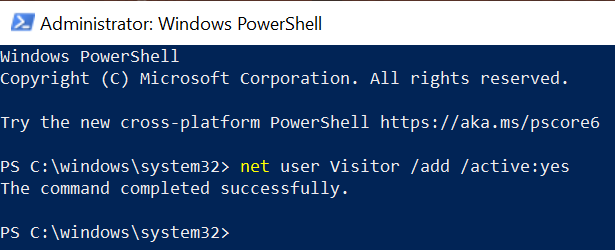 Administrator: Windows PowerShell
Windows PowerShell
Copyright (C) Microsoft Corporation. All rights reserved.
Try the new cross-platform PowerShell https://aka.ms/pscore6
PS C:\windows\system32> net user Visitor /add /active:yes
The command completed successfully.
PS C:\windows\system32>